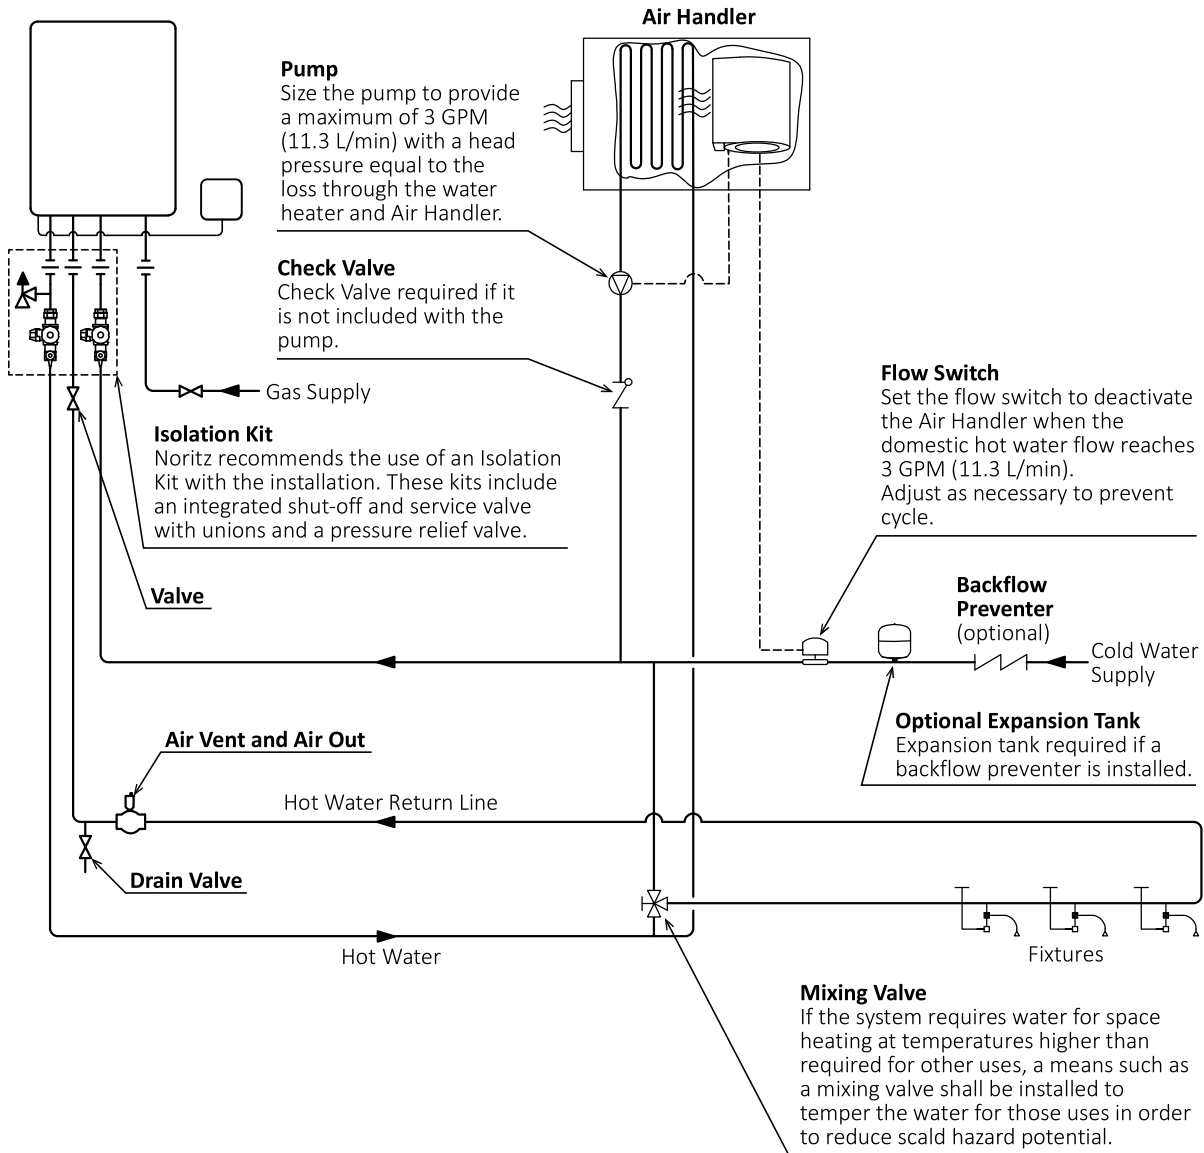 Air Handler
Pump
Size the pump to provide
a maximum of 3 GPM
(11.3 L/min) with a head
pressure equal to the
loss through the water
heater and Air Handler.
Check Valve
Check Valve required if it
is not included with the
pump.
Gas Supply
Flow Switch
Set the flow switch to deactivate
the Air Handler when the
domestic hot water flow reaches
3 GPM (11.3 L/min).
Adjust as necessary to prevent
cycle.
Isolation Kit
Noritz recommends the use of an Isolation
Kit with the installation. These kits include
an integrated shut-off and service valve
with unions and a pressure relief valve.
Valve
Backflow
Preventer
(optional)
Cold Water
Supply
Optional Expansion Tank
Expansion tank required if a
backflow preventer is installed.
Air Vent and Air Out
Hot Water Return Line
Drain Valve
Hot Water
Fixtures
Mixing Valve
If the system requires water for space
heating at temperatures higher than
required for other uses, a means such as
a mixing valve shall be installed to
temper the water for those uses in order
to reduce scald hazard potential.